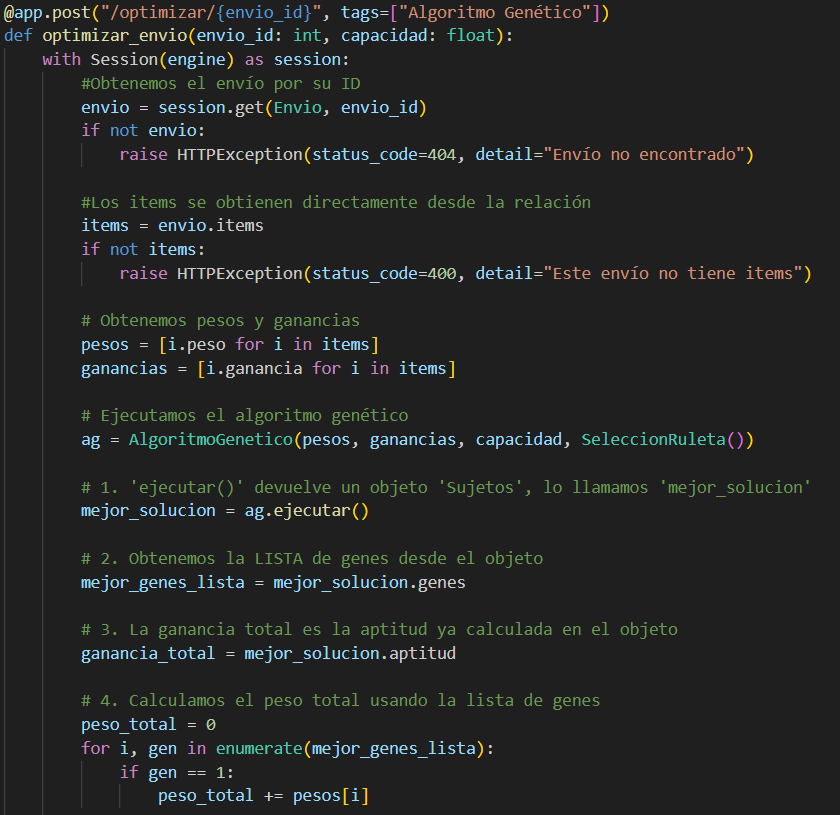 @app.post("/optimizar/{envio_id}", tags=["Algoritmo Genético"])
def optimizar_envio(envio_id: int, capacidad: float):
    with Session(engine) as session:
        #Obtenemos el envío por su ID
        envio = session.get(Envio, envio_id)
        if not envio:
            raise HTTPException(status_code=404, detail="Envío no encontrado")

        #Los items se obtienen directamente desde la relación
        items = envio.items
        if not items:
            raise HTTPException(status_code=400, detail="Este envío no tiene items")

        # Obtenemos pesos y ganancias
        pesos = [i.peso for i in items]
        ganancias = [i.ganancia for i in items]

        # Ejecutamos el algoritmo genético
        ag = AlgoritmoGenetico(pesos, ganancias, capacidad, SeleccionRuleta())

        # 1. 'ejecutar()' devuelve un objeto 'Sujetos', lo llamamos 'mejor_solucion'
        mejor_solucion = ag.ejecutar()

        # 2. Obtenemos la LISTA de genes desde el objeto
        mejor_genes_lista = mejor_solucion.genes

        # 3. La ganancia total es la aptitud ya calculada en el objeto
        ganancia_total = mejor_solucion.aptitud

        # 4. Calculamos el peso total usando la lista de genes
        peso_total = 0
        for i, gen in enumerate(mejor_genes_lista):
            if gen == 1:
                peso_total += pesos[i]